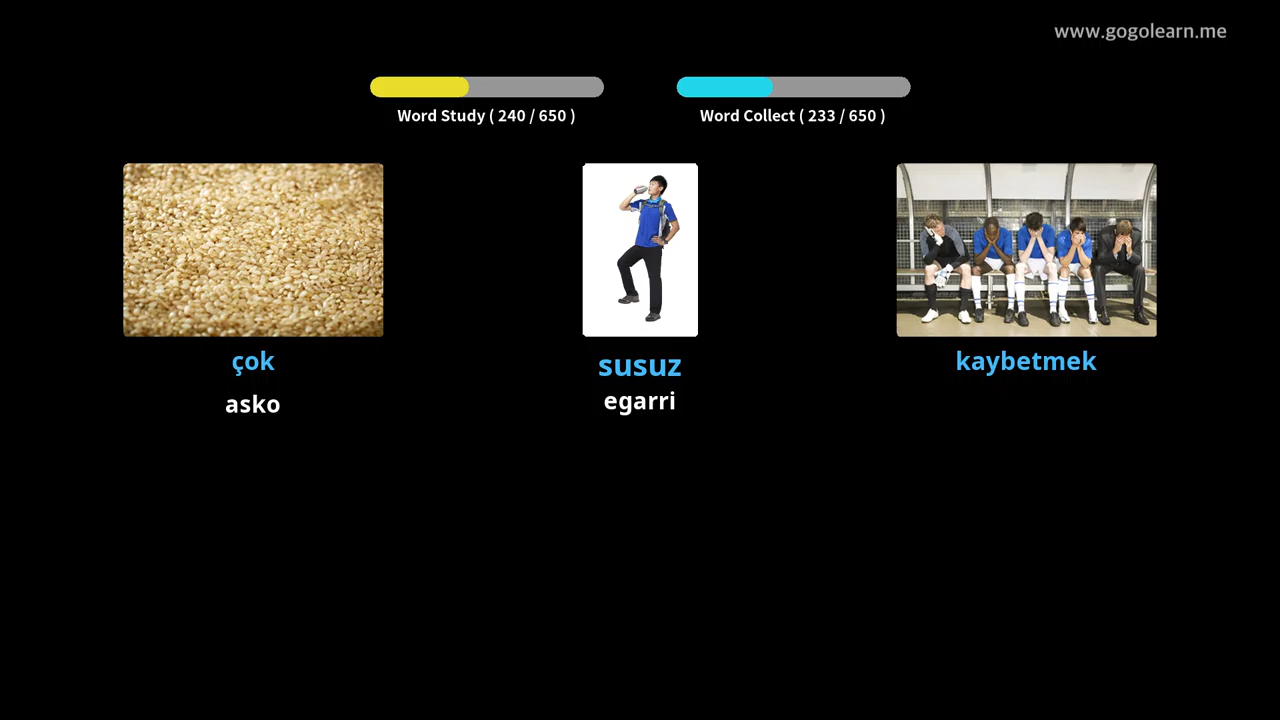 www.gogolearn.me
Word Study ( 240 / 650 )
Word Collect ( 233 / 650 )
çok
susuz
kaybetmek
asko
egarri